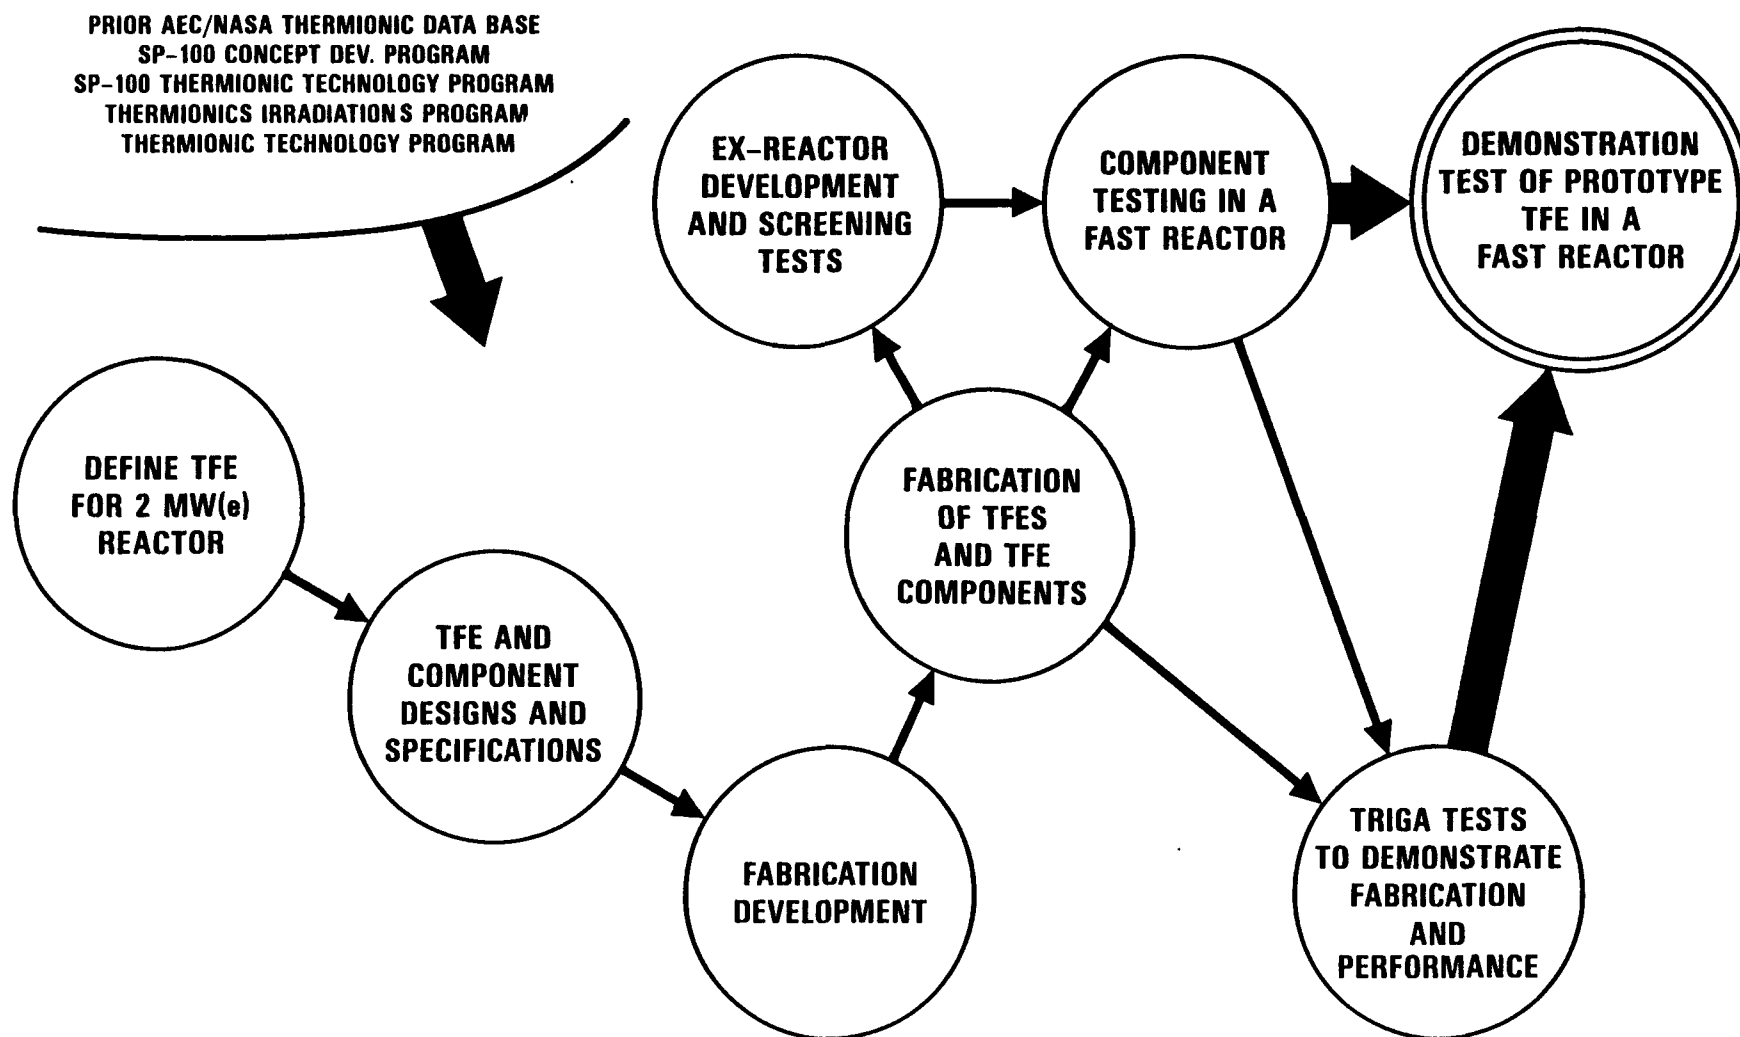 PRIOR AEC/NASA THERMIONIC DATA BASE
SP-100 CONCEPT DEV. PROGRAM
SP-100 THERMIONIC TECHNOLOGY PROGRAM
THERMIONICS IRRADIATIONS PROGRAM
THERMIONIC TECHNOLOGY PROGRAM
DEFINE TFE
FOR 2 MW(e)
REACTOR
TFE AND
COMPONENT
DESIGNS AND
SPECIFICATIONS
FABRICATION
DEVELOPMENT
FABRICATION
OF TFES
AND TFE
COMPONENTS
EX-REACTOR
DEVELOPMENT
AND SCREENING
TESTS
COMPONENT
TESTING IN A
FAST REACTOR
TRIGA TESTS
TO DEMONSTRATE
FABRICATION
AND
PERFORMANCE
DEMONSTRATION
TEST OF PROTOTYPE
TFE IN A
FAST REACTOR